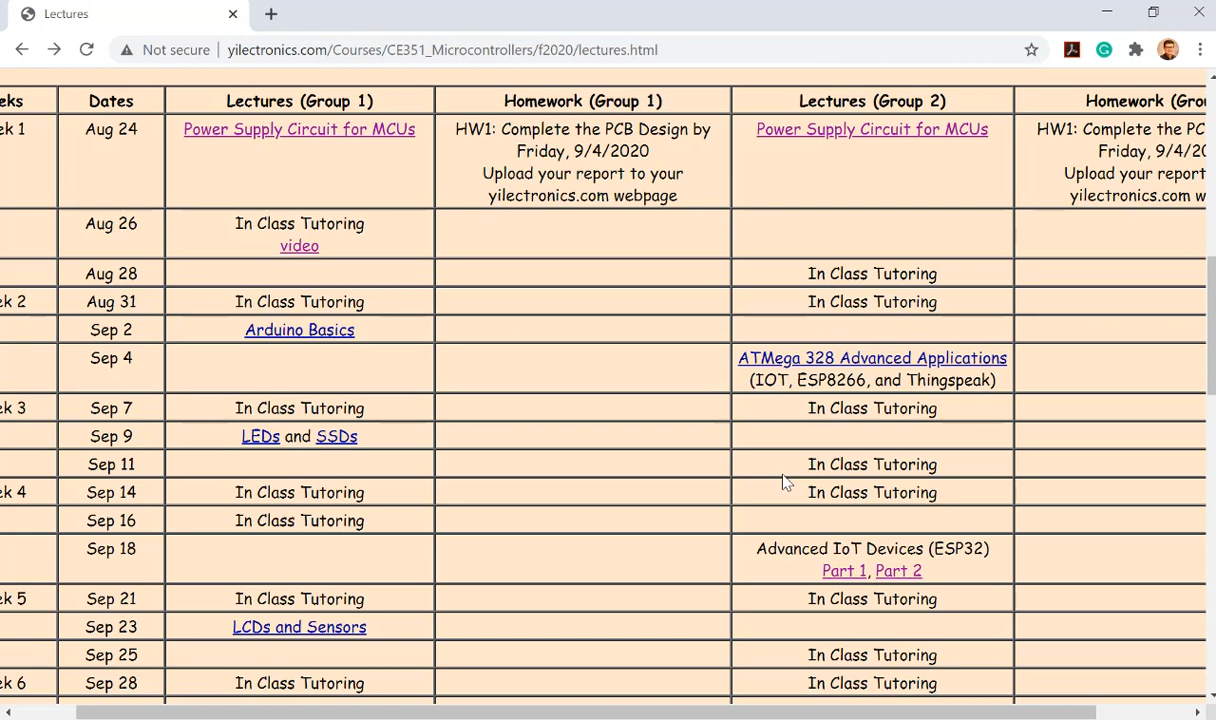 Lectures
Not secure | yilectronics.com/Courses/CE351_Microcontrollers/f2020/lectures.html
eks Dates Lectures (Group 1) Homework (Group 1) Lectures (Group 2) Homework (Grou
ek 1 Aug 24 Power Supply Circuit for MCUs HW1: Complete the PCB Design by Power Supply Circuit for MCUs HW1: Complete the PC
Friday, 9/4/2020 Friday, 9/4/20
Upload your report to your Upload your report
yilectronics.com webpage yilectronics.com w
Aug 26 In Class Tutoring
video
Aug 28 In Class Tutoring
ek 2 Aug 31 In Class Tutoring In Class Tutoring
Sep 2 Arduino Basics
Sep 4 ATMega 328 Advanced Applications
(IOT, ESP8266, and Thingspeak)
ek 3 Sep 7 In Class Tutoring In Class Tutoring
Sep 9 LEDs and SSDs
Sep 11 In Class Tutoring
ek 4 Sep 14 In Class Tutoring In Class Tutoring
Sep 16 In Class Tutoring
Sep 18 Advanced IoT Devices (ESP32)
Part 1, Part 2
ek 5 Sep 21 In Class Tutoring In Class Tutoring
Sep 23 LCDs and Sensors
Sep 25 In Class Tutoring
ek 6 Sep 28 In Class Tutoring In Class Tutoring